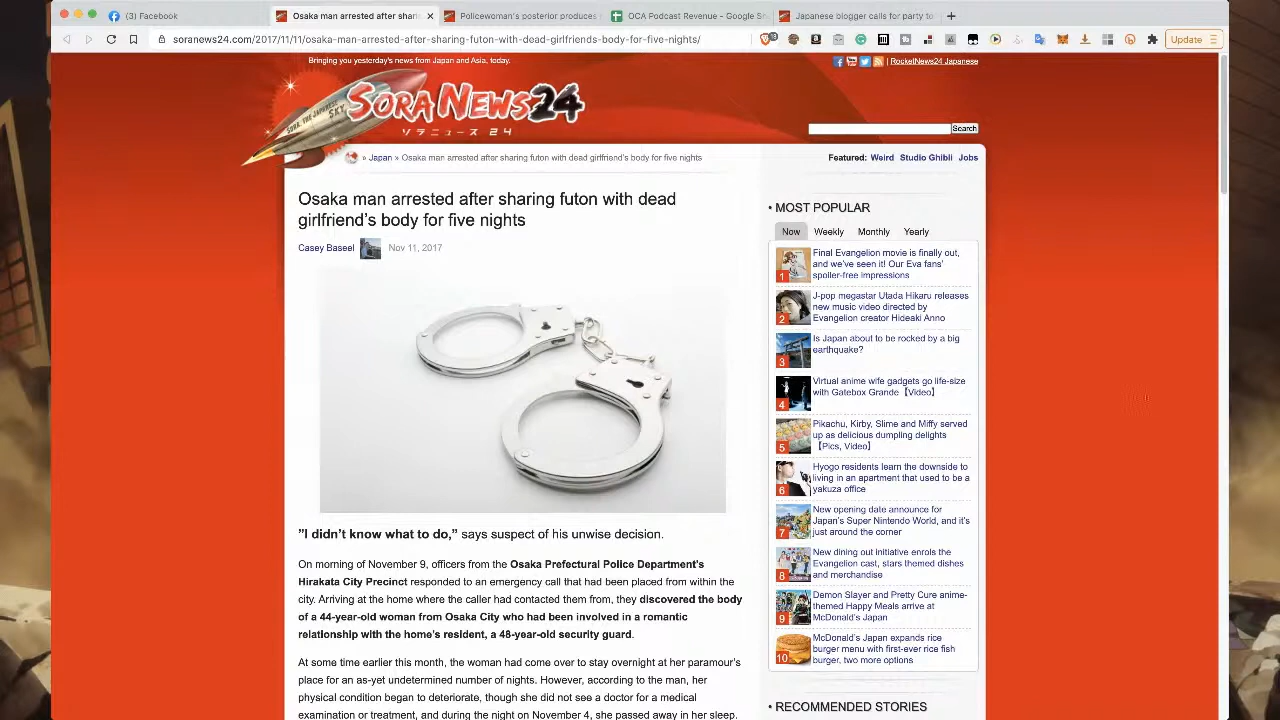 (3) Facebook
Osaka man arrested after sharin
Policewoman's posterior produces
OCA Podcast Revenue - Google Sh
Japanese blogger calls for party to
soranews24.com/2017/11/11/osaka-man-arrested-after-sharing-futon-with-dead-girlfriends-body-for-five-nights/
Update
Bringing you yesterday's news from Japan and Asia, today.
| RocketNews24 Japanese
SORA, THE JAPANESE SKY
SORA NEWS24
ソラニュース 24
Search
» Japan » Osaka man arrested after sharing futon with dead girlfriend's body for five nights
Featured: Weird Studio Ghibli Jobs
Osaka man arrested after sharing futon with dead
girlfriend's body for five nights
Casey Baseel Nov 11, 2017
"I didn't know what to do," says suspect of his unwise decision.
On morning of November 9, officers from the Osaka Prefectural Police Department's
Hirakata City Precinct responded to an emergency call that had been placed from within the
city. Arriving at the home where the caller had contacted them from, they discovered the body
of a 44-year-old woman from Osaka City who had been involved in a romantic
relationship with the home's resident, a 48-year-old security guard.
At some time earlier this month, the woman had come over to stay overnight at her paramour's
place for an as-yet undetermined number of nights. However, according to the man, her
physical condition began to deteriorate, though she did not see a doctor for a medical
examination or treatment, and during the night on November 4, she passed away in her sleep.
• MOST POPULAR
Now Weekly Monthly Yearly
1
Final Evangelion movie is finally out,
and we've seen it! Our Eva fans'
spoiler-free impressions
2
J-pop megastar Utada Hikaru releases
new music video directed by
Evangelion creator Hideaki Anno
3
Is Japan about to be rocked by a big
earthquake?
4
Virtual anime wife gadgets go life-size
with Gatebox Grande【Video】
5
Pikachu, Kirby, Slime and Miffy served
up as delicious dumpling delights
【Pics, Video】
6
Hyogo residents learn the downside to
living in an apartment that used to be a
yakuza office
7
New opening date announce for
Japan's Super Nintendo World, and it's
just around the corner
8
New dining out initiative enrols the
Evangelion cast, stars themed dishes
and merchandise
9
Demon Slayer and Pretty Cure anime-
themed Happy Meals arrive at
McDonald's Japan
10
McDonald's Japan expands rice
burger menu with first-ever rice fish
burger, two more options
• RECOMMENDED STORIES